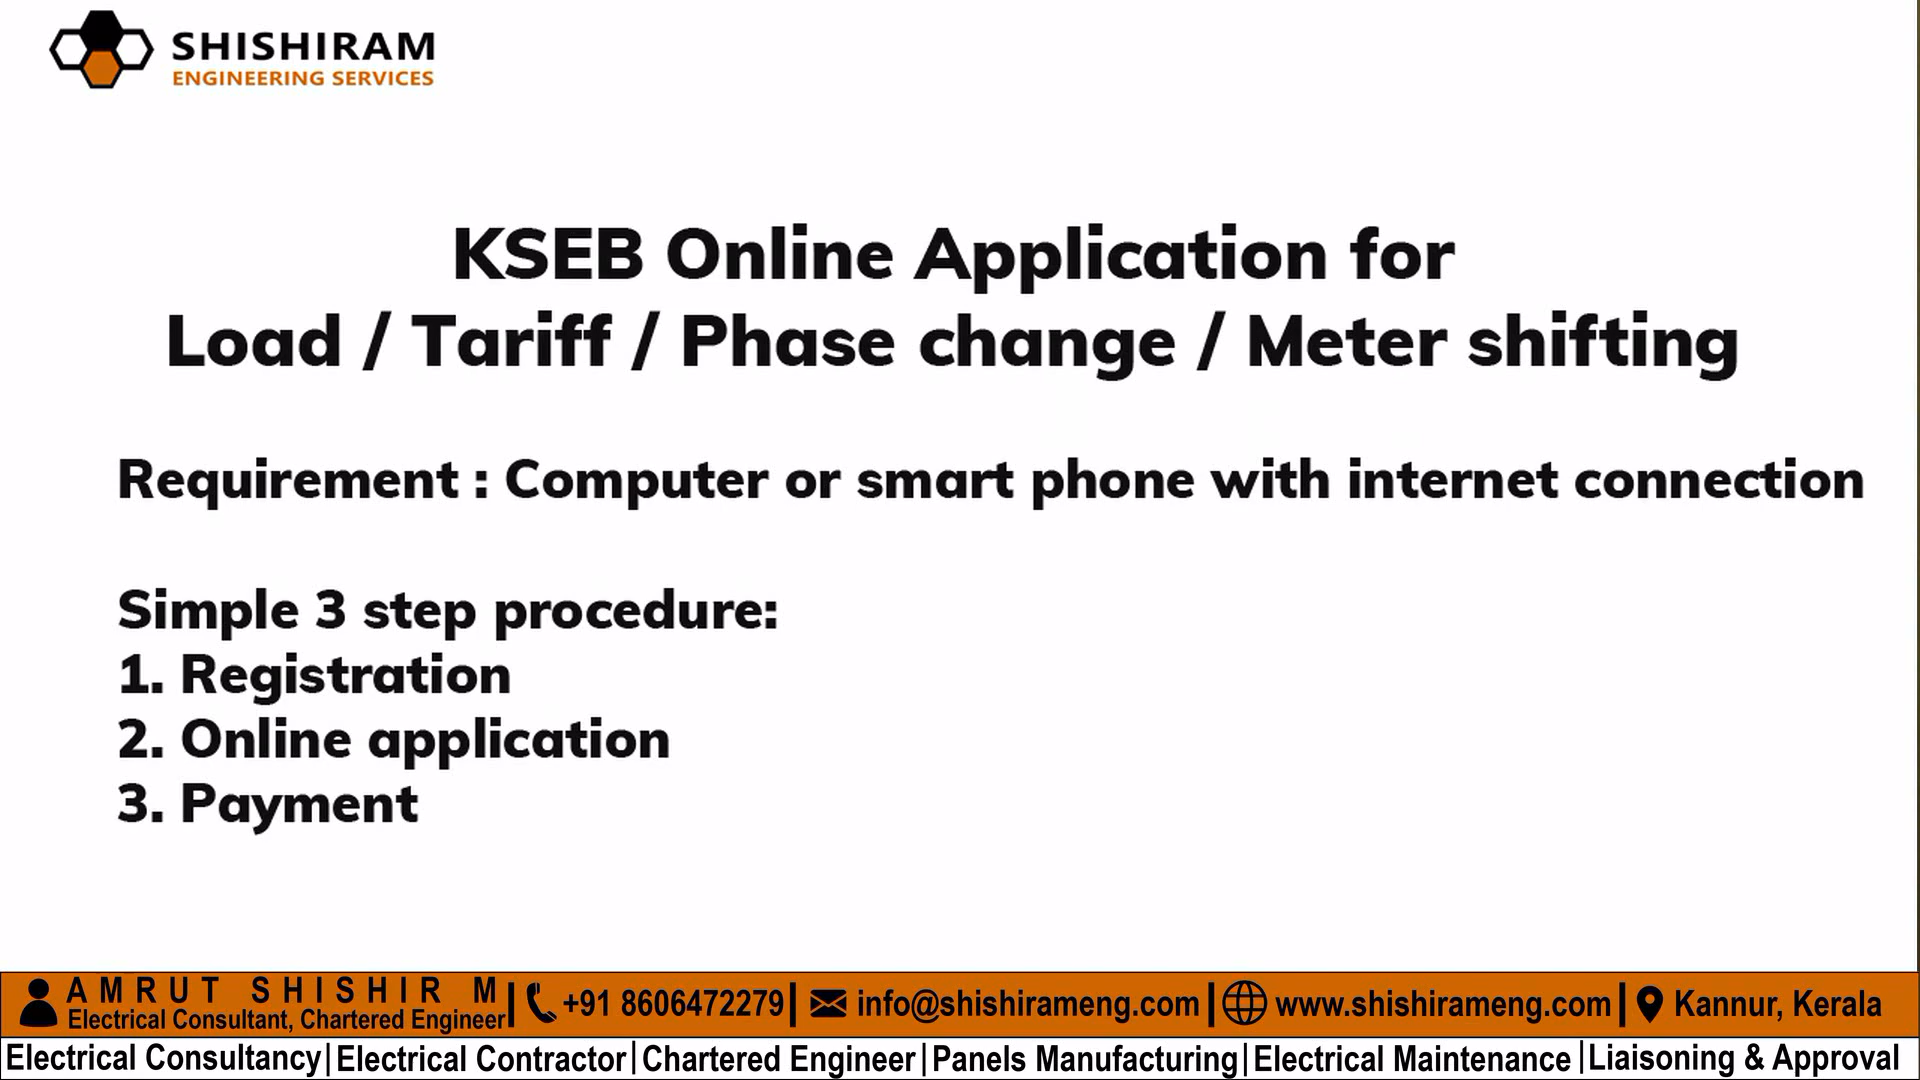 SHISHIRAM
ENGINEERING SERVICES
KSEB Online Application for
Load / Tariff / Phase change / Meter shifting
Requirement : Computer or smart phone with internet connection
Simple 3 step procedure:
1. Registration
2. Online application
3. Payment
AMRUT SHISHIR M
Electrical Consultant, Chartered Engineer
+91 8606472279
info@shishirameng.com
www.shishirameng.com
Kannur, Kerala
Electrical Consultancy|Electrical Contractor|Chartered Engineer|Panels Manufacturing|Electrical Maintenance |Liaisoning & Approval